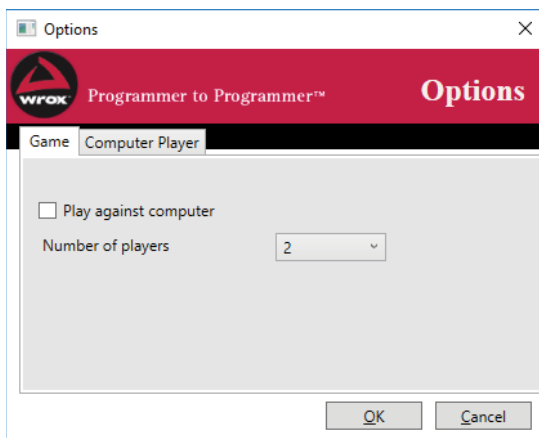 Options
wrox
Programmer to Programmer™
Options
Game
Computer Player
Play against computer
Number of players
2
OK
Cancel